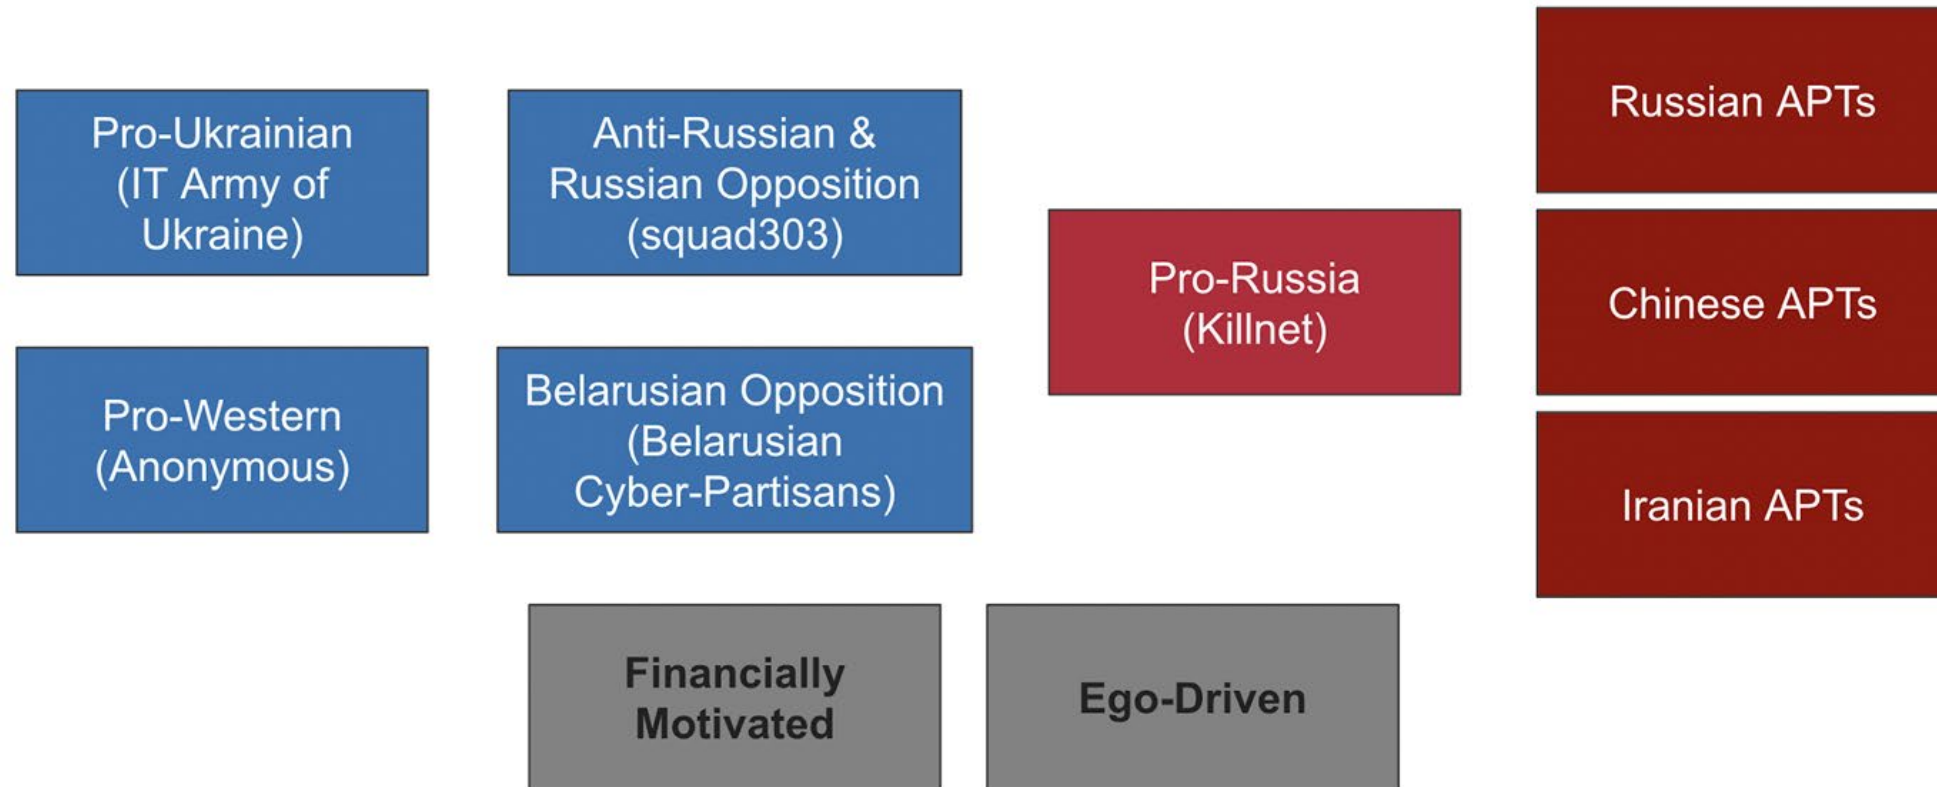 Pro-Ukrainian
(IT Army of
Ukraine)
Anti-Russian &
Russian Opposition
(squad303)
Pro-Western
(Anonymous)
Belarusian Opposition
(Belarusian
Cyber-Partisans)
Pro-Russia
(Killnet)
Russian APTs
Chinese APTs
Iranian APTs
Financially
Motivated
Ego-Driven